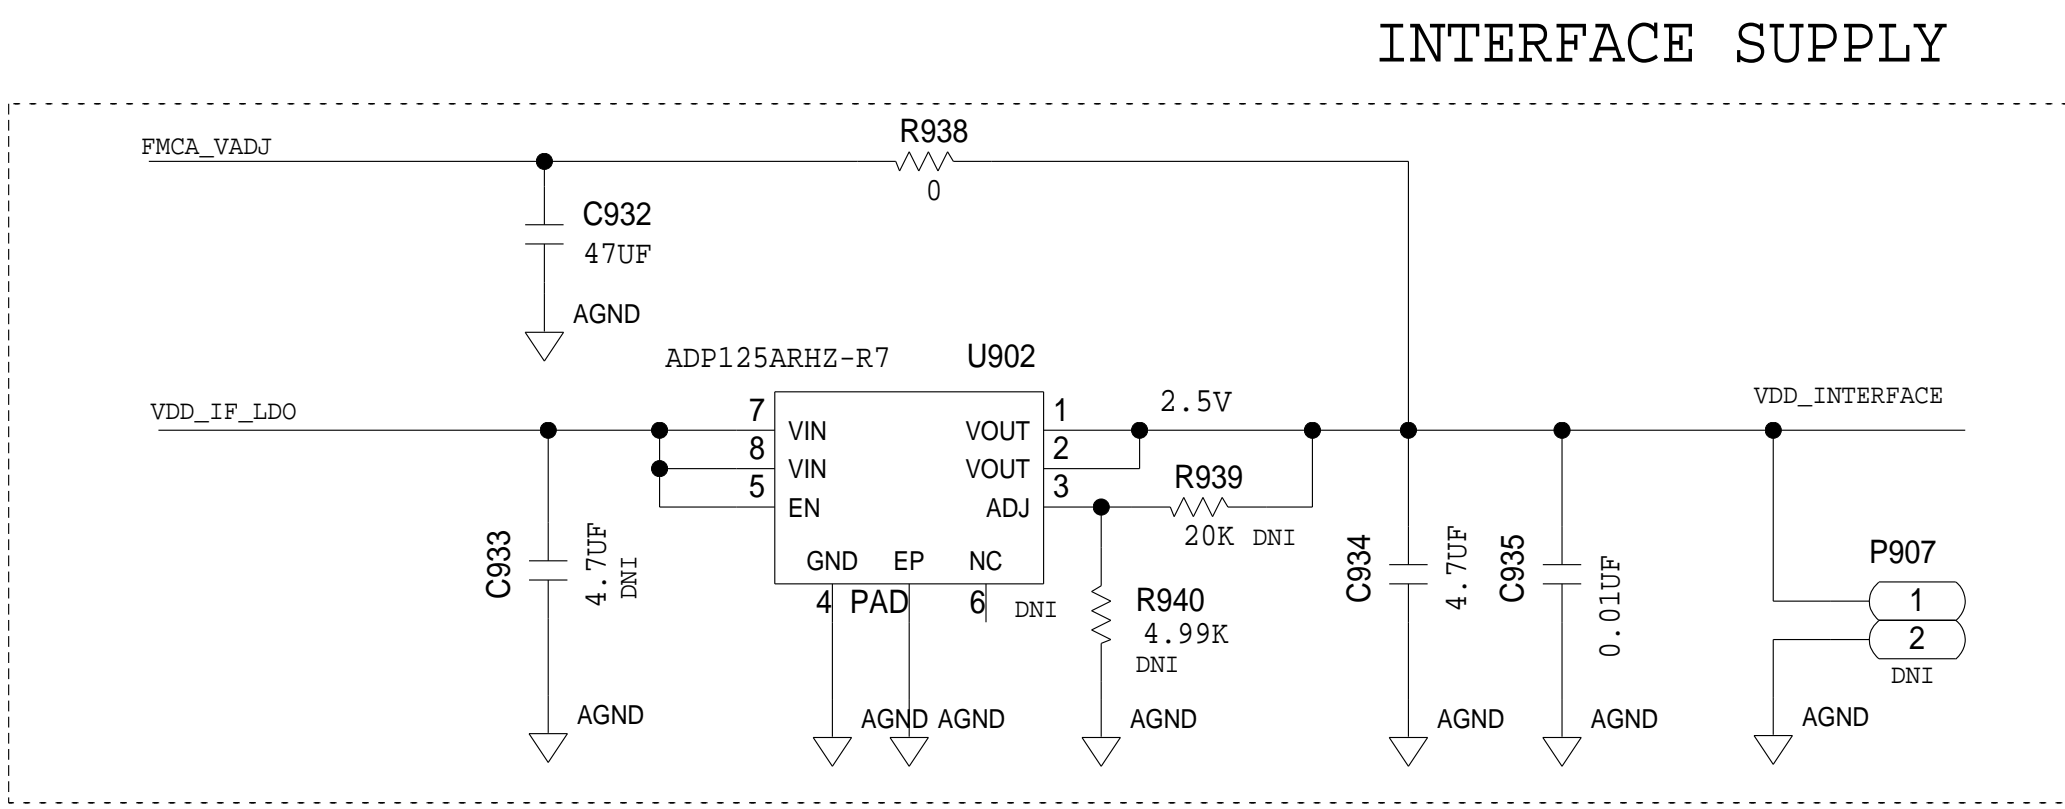 INTERFACE SUPPLY
FMCA_VADJ
R938
0
C932
47UF
AGND
ADP125ARHZ-R7
U902
VDD_IF_LDO
7
VIN
8
VIN
5
EN
1
VOUT
2
VOUT
3
ADJ
GND
EP
NC
4
PAD
6
DNI
2.5V
VDD_INTERFACE
R939
20K DNI
C933
4.7UF
DNI
R940
4.99K
DNI
C934
4.7UF
C935
0.01UF
P907
1
2
DNI
AGND
AGND
AGND
AGND
AGND
AGND
AGND